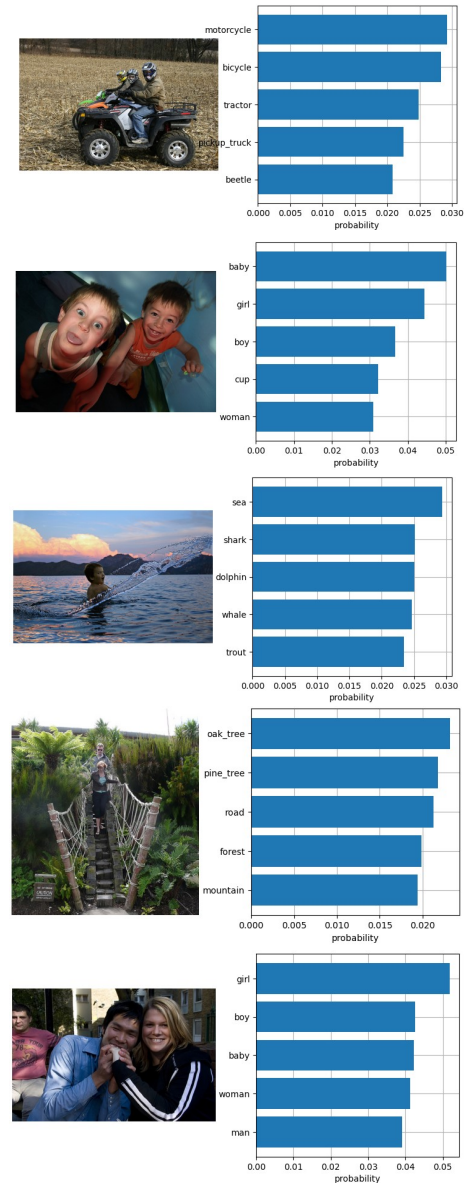 motorcycle
bicycle
tractor
pickup_truck
beetle
0.000 0.005 0.010 0.015 0.020 0.025 0.030
probability
baby
girl
boy
cup
woman
0.00 0.01 0.02 0.03 0.04 0.05
probability
sea
shark
dolphin
whale
trout
0.000 0.005 0.010 0.015 0.020 0.025 0.030
probability
oak_tree
pine_tree
road
forest
mountain
0.000 0.005 0.010 0.015 0.020
probability
girl
boy
baby
woman
man
0.00 0.01 0.02 0.03 0.04 0.05
probability